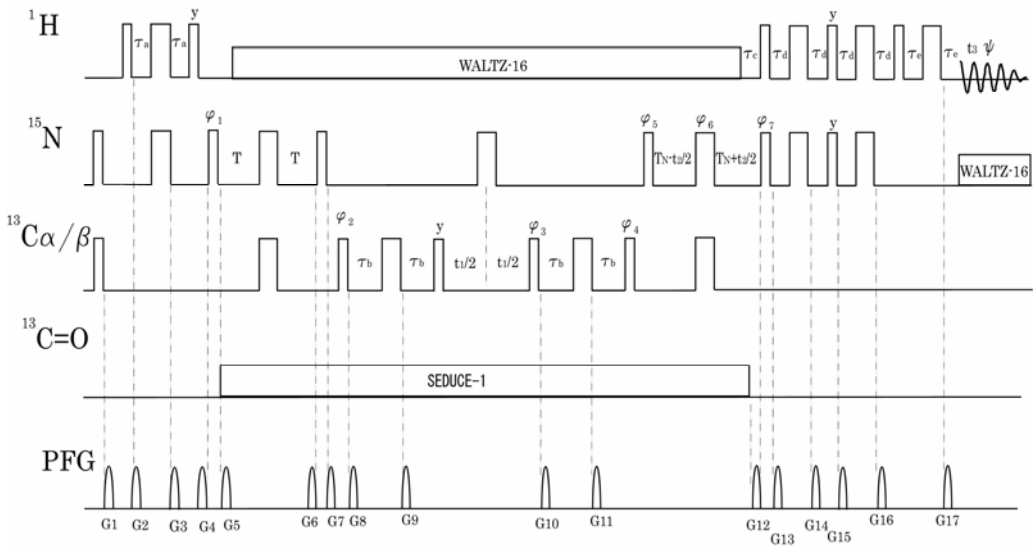 ¹H τa τa y WALTZ-16 τc τd τd y τd τd τe τe t3 ψ
¹⁵N φ1 T T φ5 TN-t2/2 φ6 TN+t2/2 φ7 y WALTZ-16
¹³Cα/β φ2 τb τb y t1/2 t1/2 φ3 τb τb φ4
¹³C=O SEDUCE-1
PFG
G1 G2 G3 G4 G5 G6 G7 G8 G9 G10 G11 G12 G13 G14 G15 G16 G17